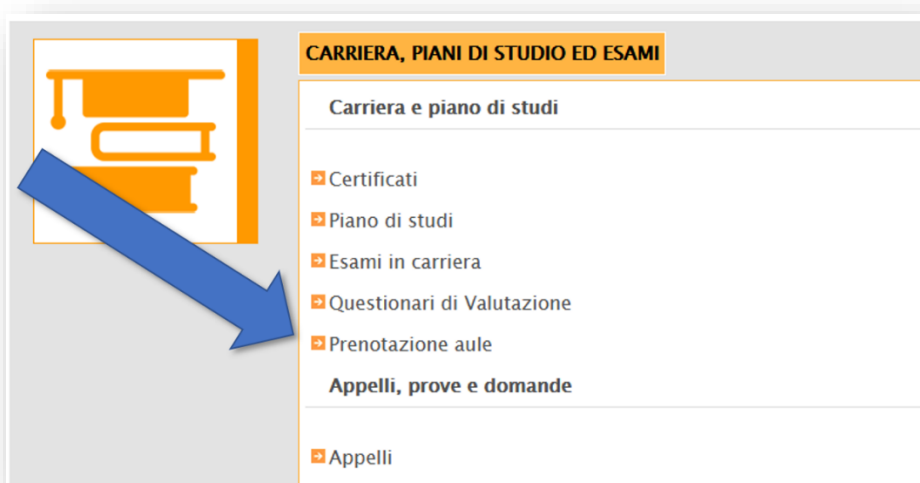 CARRIERA, PIANI DI STUDIO ED ESAMI
Carriera e piano di studi
Certificati
Piano di studi
Esami in carriera
Questionari di Valutazione
Prenotazione aule
Appelli, prove e domande
Appelli